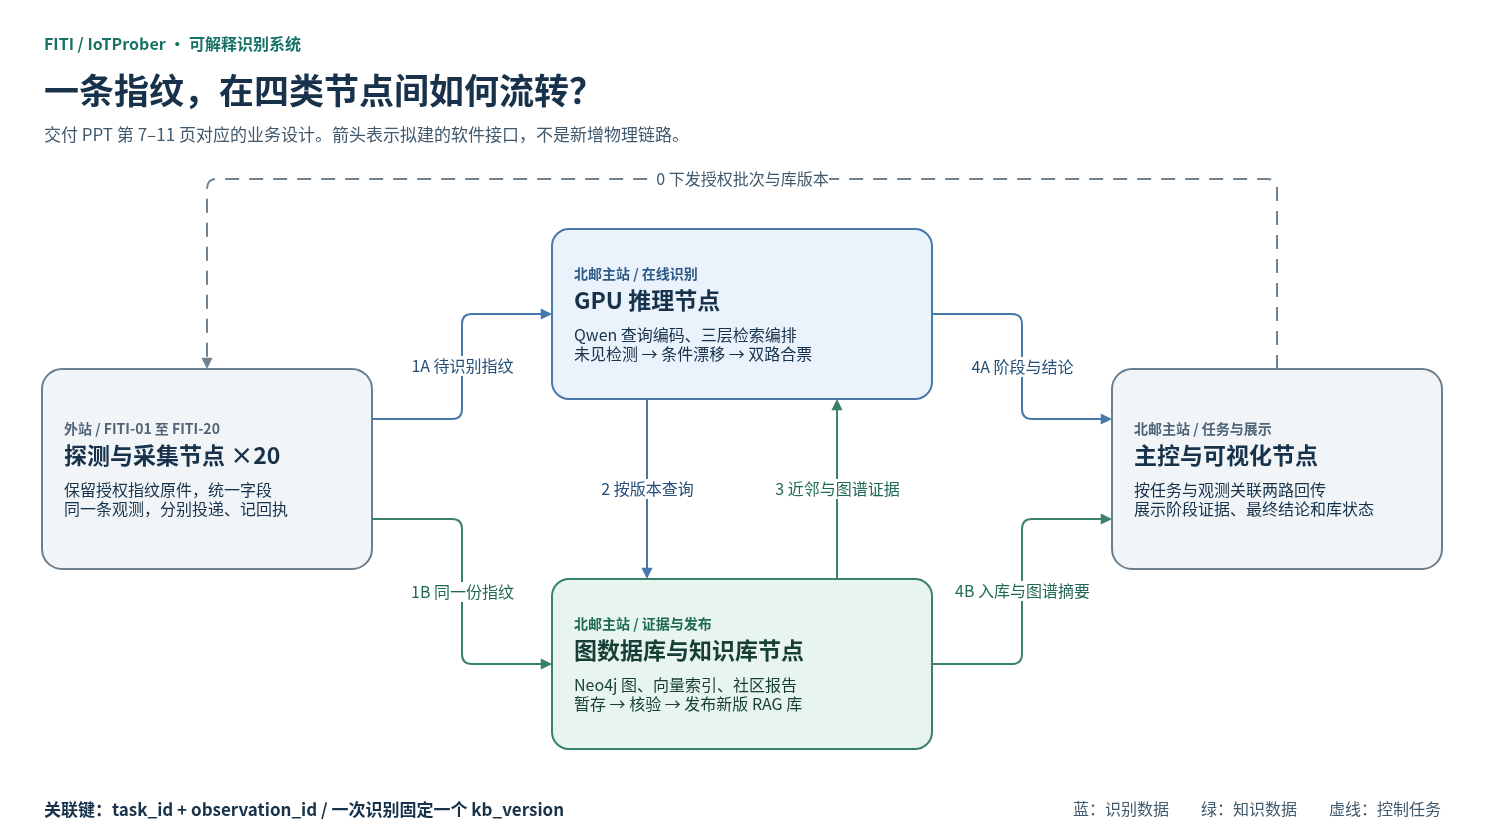 FITI / IoTProber · 可解释识别系统
一条指纹，在四类节点间如何流转？
交付 PPT 第 7–11 页对应的业务设计。箭头表示拟建的软件接口，不是新增物理链路。
0 下发授权批次与库版本
北邮主站 / 在线识别
GPU 推理节点
Qwen 查询编码、三层检索编排
未见检测 → 条件漂移 → 双路合票
1A 待识别指纹
4A 阶段与结论
外站 / FITI-01 至 FITI-20
探测与采集节点 ×20
保留授权指纹原件，统一字段
同一条观测，分别投递、记回执
北邮主站 / 任务与展示
主控与可视化节点
按任务与观测关联两路回传
展示阶段证据、最终结论和库状态
2 按版本查询
3 近邻与图谱证据
1B 同一份指纹
4B 入库与图谱摘要
北邮主站 / 证据与发布
图数据库与知识库节点
Neo4j 图、向量索引、社区报告
暂存 → 核验 → 发布新版 RAG 库
关联键：task_id + observation_id / 一次识别固定一个 kb_version
蓝：识别数据 绿：知识数据 虚线：控制任务